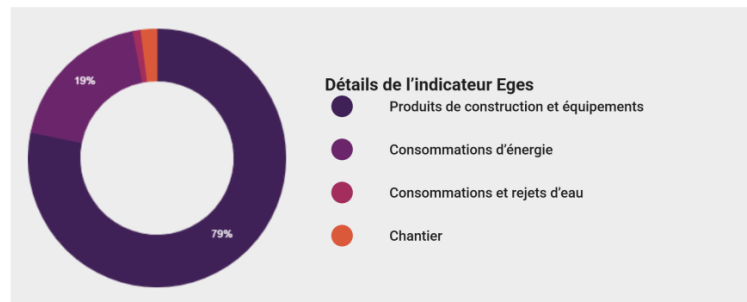 19%
79%
Détails de l’indicateur Eges
Produits de construction et équipements
Consommations d’énergie
Consommations et rejets d’eau
Chantier